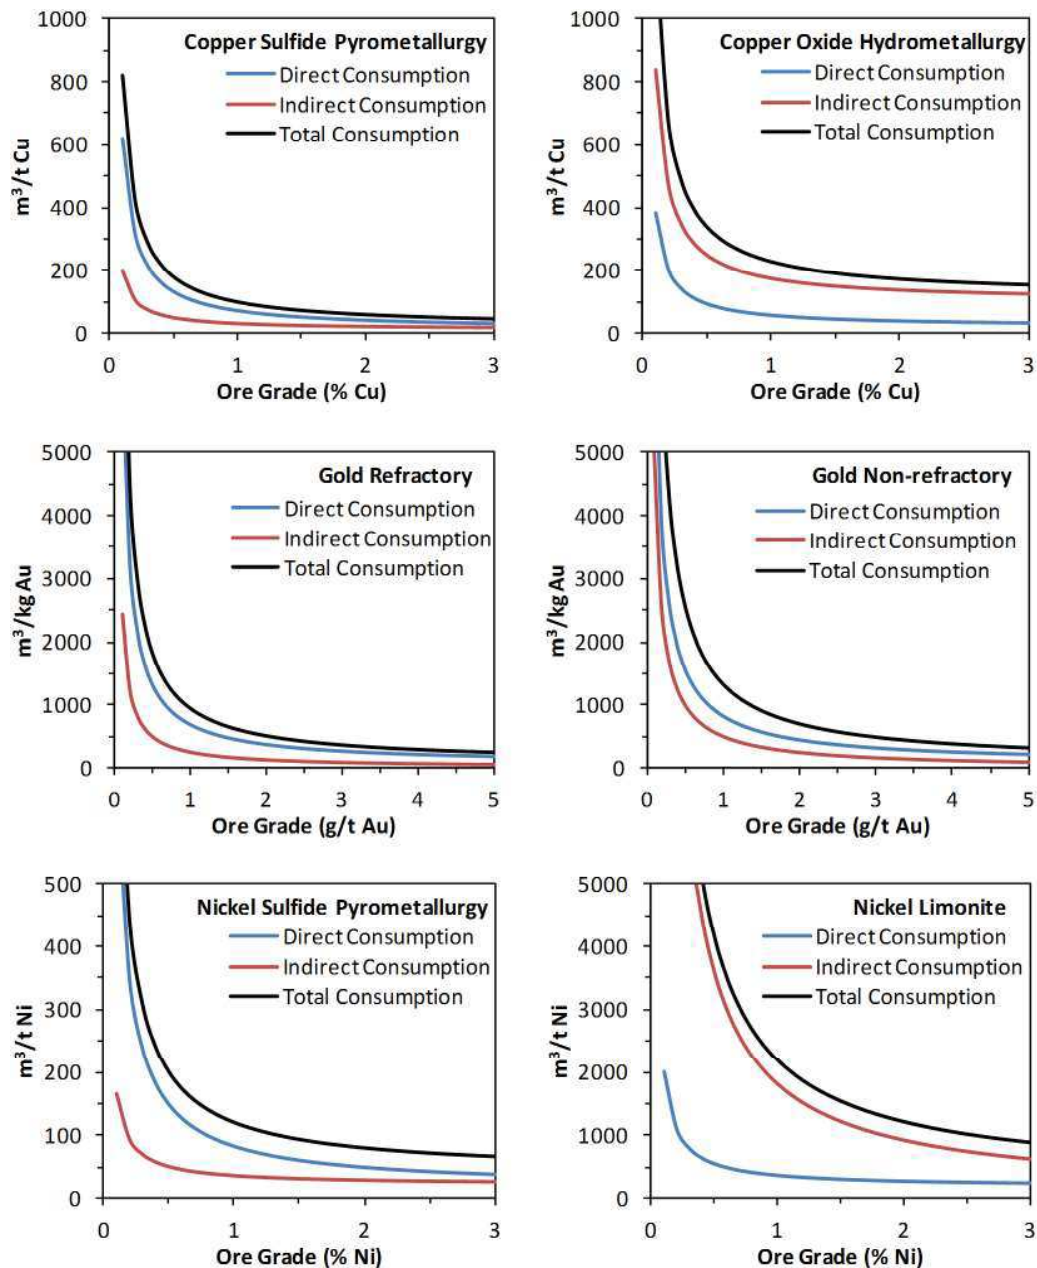 Copper Sulfide Pyrometallurgy
Direct Consumption
Indirect Consumption
Total Consumption
m³/t Cu
1000
800
600
400
200
0
0 1 2 3
Ore Grade (% Cu)
Copper Oxide Hydrometallurgy
Direct Consumption
Indirect Consumption
Total Consumption
m³/t Cu
1000
800
600
400
200
0
0 1 2 3
Ore Grade (% Cu)
Gold Refractory
Direct Consumption
Indirect Consumption
Total Consumption
m³/kg Au
5000
4000
3000
2000
1000
0
0 1 2 3 4 5
Ore Grade (g/t Au)
Gold Non-refractory
Direct Consumption
Indirect Consumption
Total Consumption
m³/kg Au
5000
4000
3000
2000
1000
0
0 1 2 3 4 5
Ore Grade (g/t Au)
Nickel Sulfide Pyrometallurgy
Direct Consumption
Indirect Consumption
Total Consumption
m³/t Ni
500
400
300
200
100
0
0 1 2 3
Ore Grade (% Ni)
Nickel Limonite
Direct Consumption
Indirect Consumption
Total Consumption
m³/t Ni
5000
4000
3000
2000
1000
0
0 1 2 3
Ore Grade (% Ni)